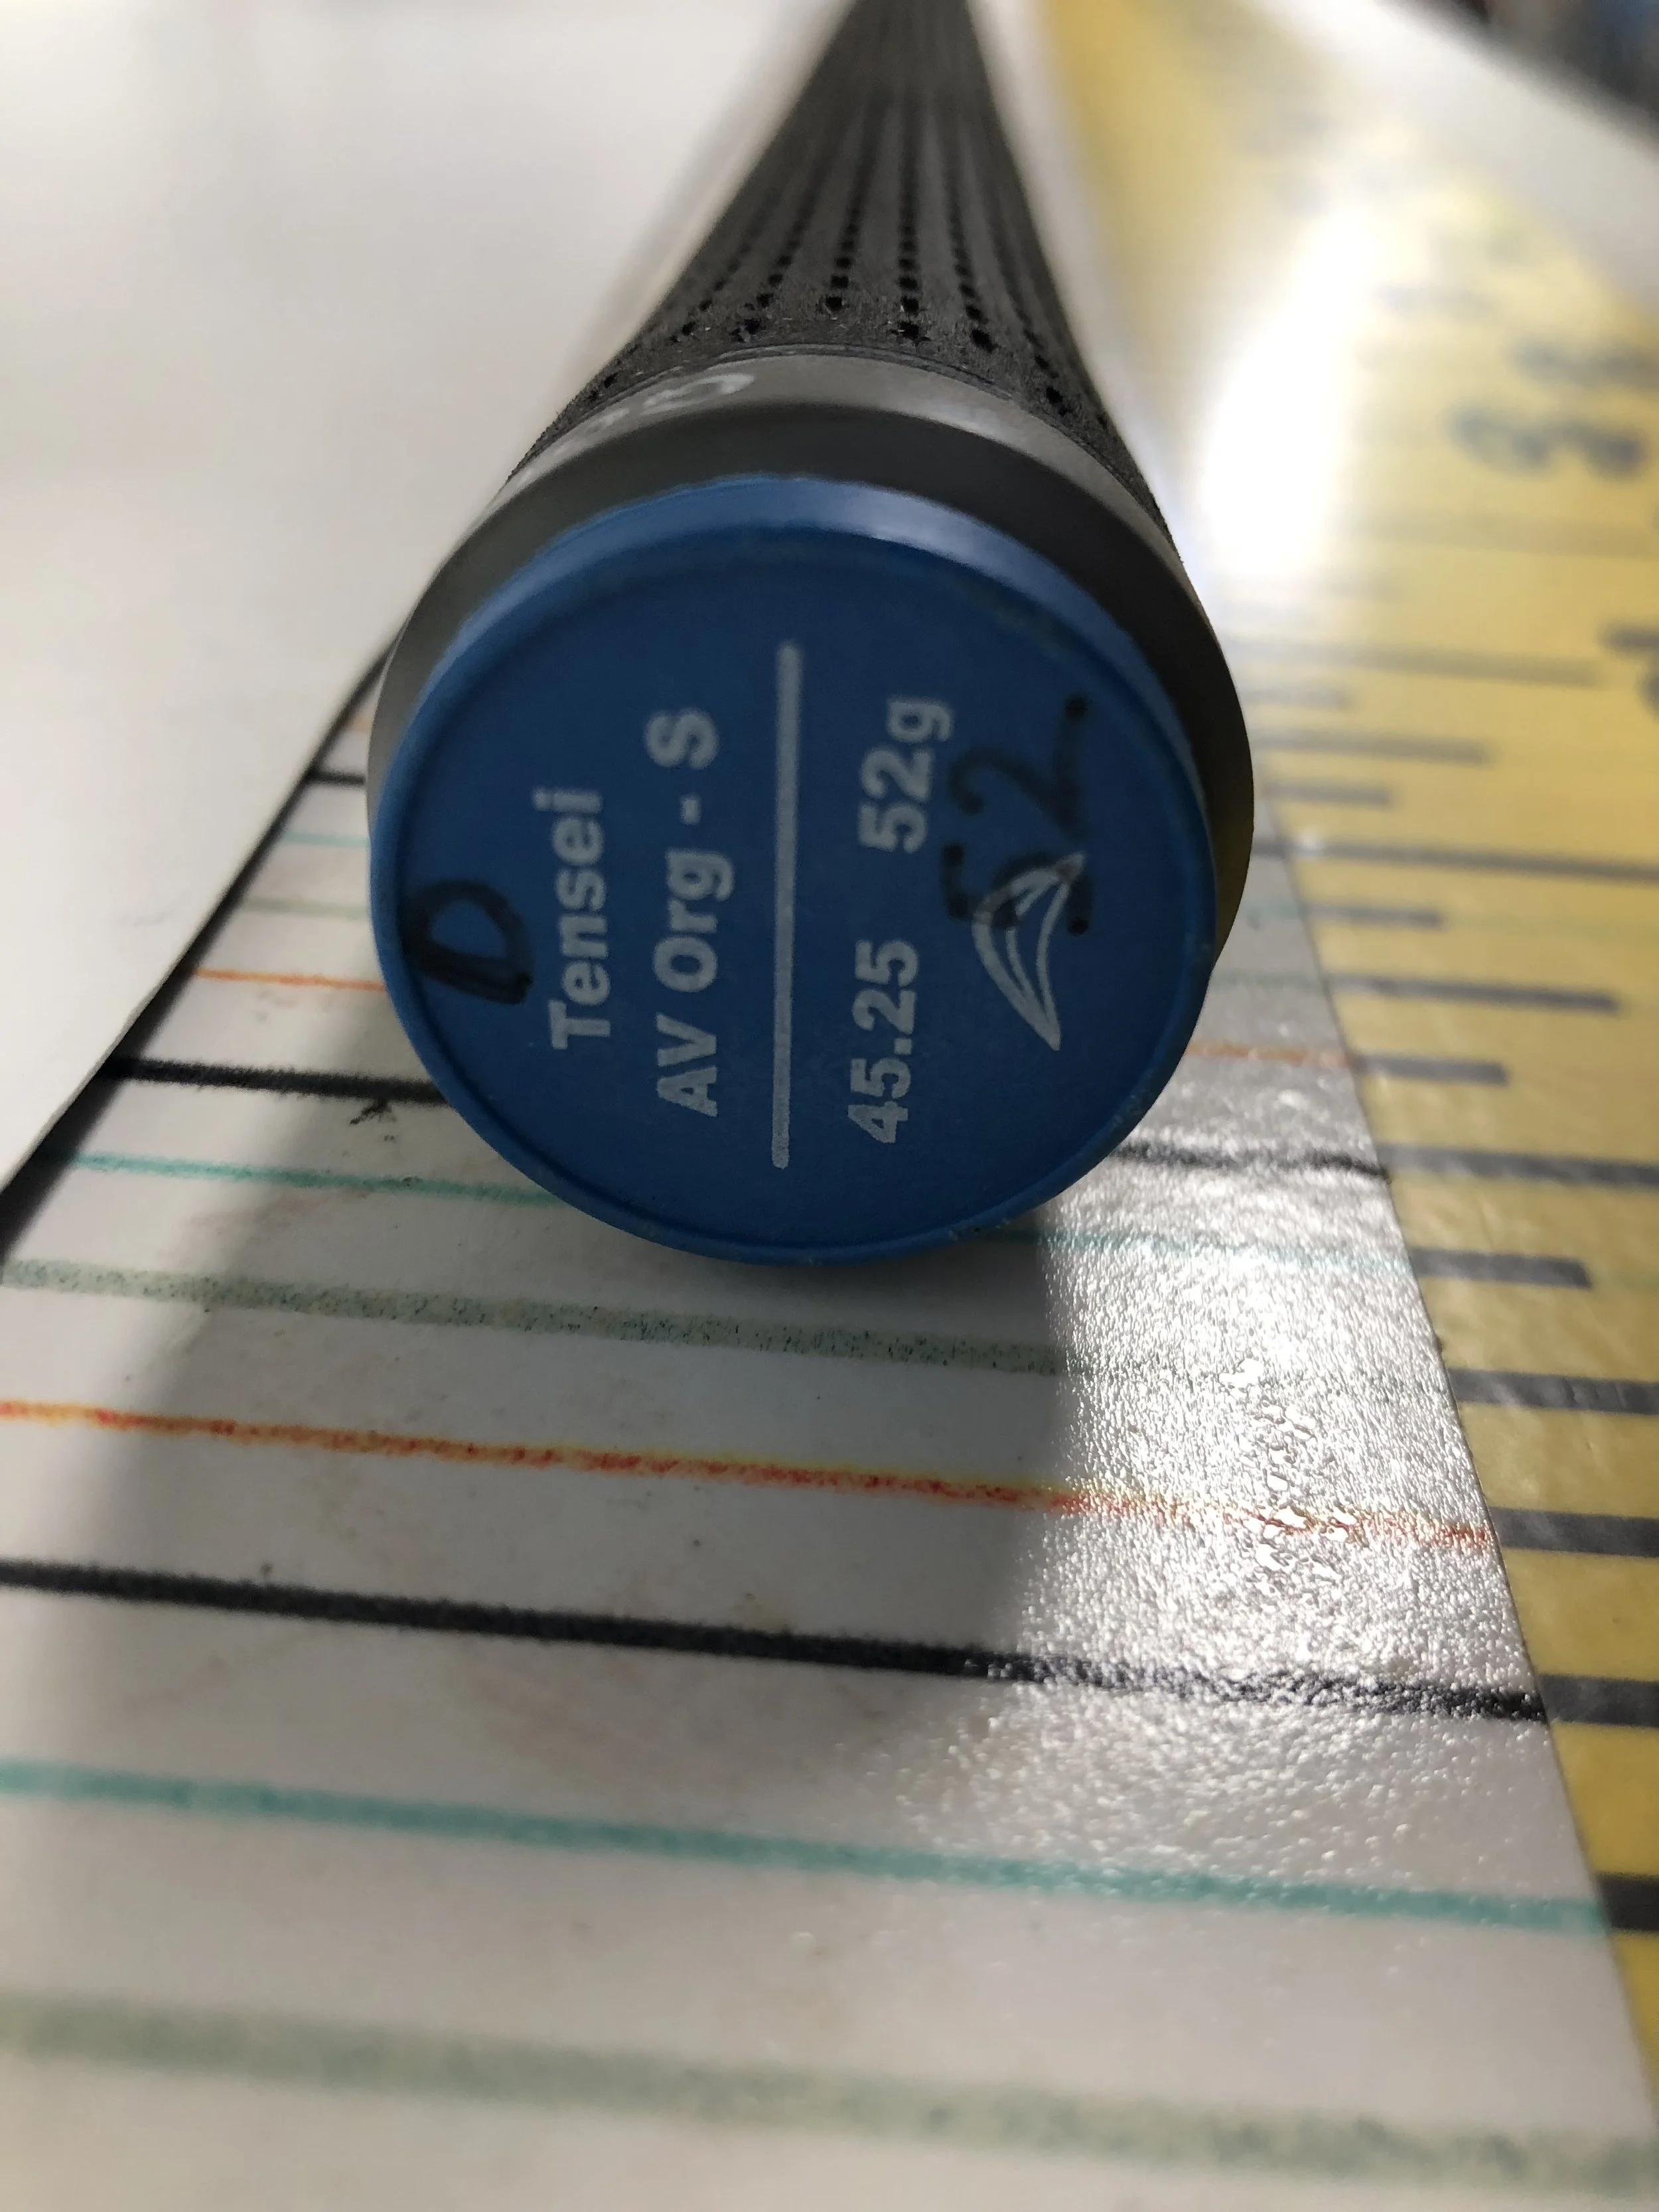 D
Tensei
AV Org - S
45.25 52g
52